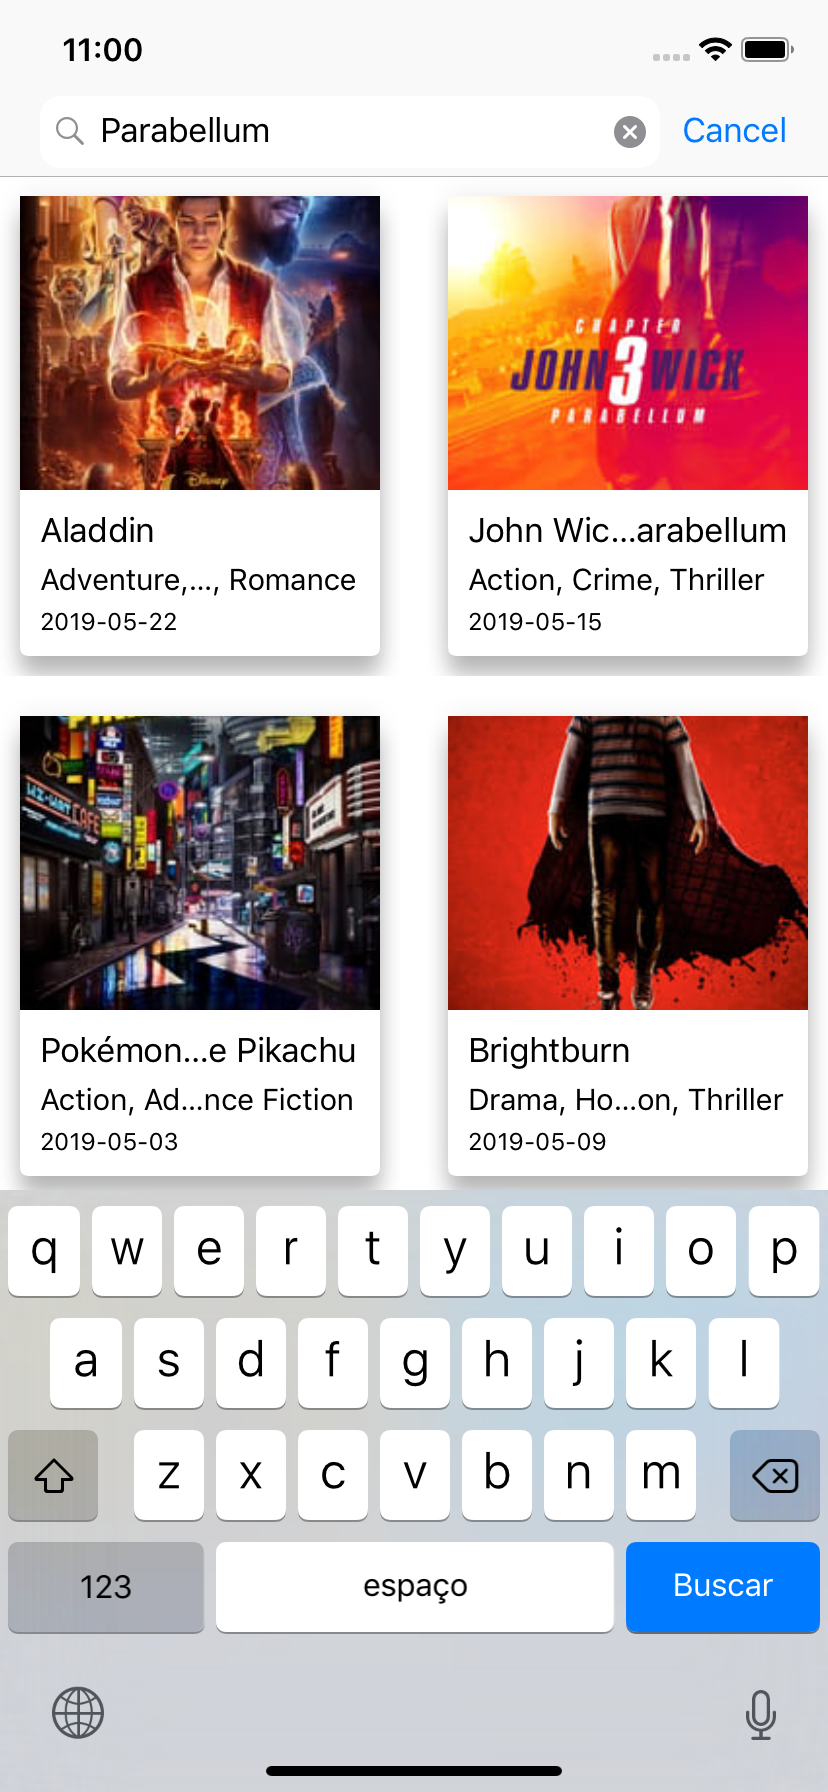 11:00
Parabellum
Cancel
CHAPTER
JOHN 3 WICK
PARABELLUM
Disney
Aladdin
Adventure,..., Romance
2019-05-22
John Wic...arabellum
Action, Crime, Thriller
2019-05-15
Pokémon...e Pikachu
Action, Ad...nce Fiction
2019-05-03
Brightburn
Drama, Ho...on, Thriller
2019-05-09
q w e r t y u i o p
a s d f g h j k l
z x c v b n m
123 espaço Buscar